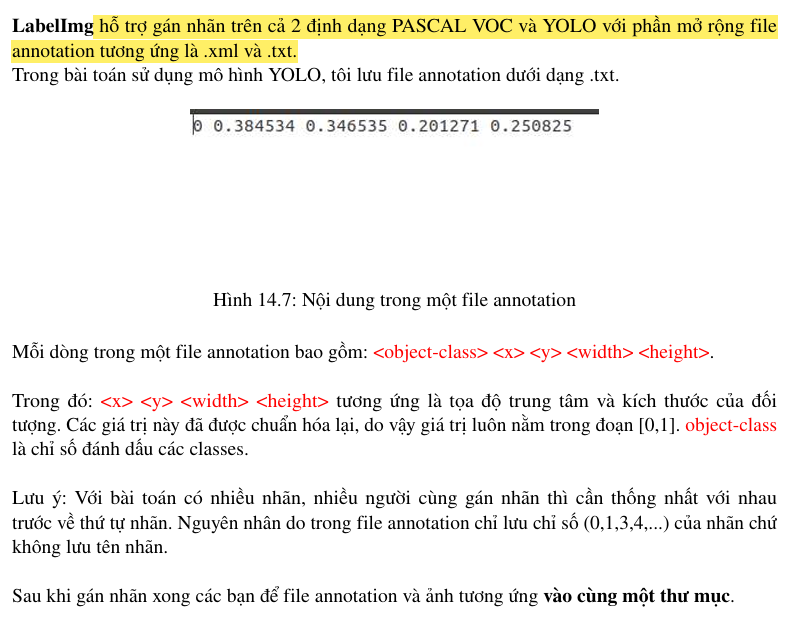 LabelImg hỗ trợ gán nhãn trên cả 2 định dạng PASCAL VOC và YOLO với phần mở rộng file
annotation tương ứng là .xml và .txt.
Trong bài toán sử dụng mô hình YOLO, tôi lưu file annotation dưới dạng .txt.
0 0.384534 0.346535 0.201271 0.250825
Hình 14.7: Nội dung trong một file annotation
Mỗi dòng trong một file annotation bao gồm: <object-class> <x> <y> <width> <height>.
Trong đó: <x> <y> <width> <height> tương ứng là tọa độ trung tâm và kích thước của đối
tượng. Các giá trị này đã được chuẩn hóa lại, do vậy giá trị luôn nằm trong đoạn [0,1]. object-class
là chỉ số đánh dấu các classes.
Lưu ý: Với bài toán có nhiều nhãn, nhiều người cùng gán nhãn thì cần thống nhất với nhau
trước về thứ tự nhãn. Nguyên nhân do trong file annotation chỉ lưu chỉ số (0,1,3,4,...) của nhãn chứ
không lưu tên nhãn.
Sau khi gán nhãn xong các bạn để file annotation và ảnh tương ứng vào cùng một thư mục.